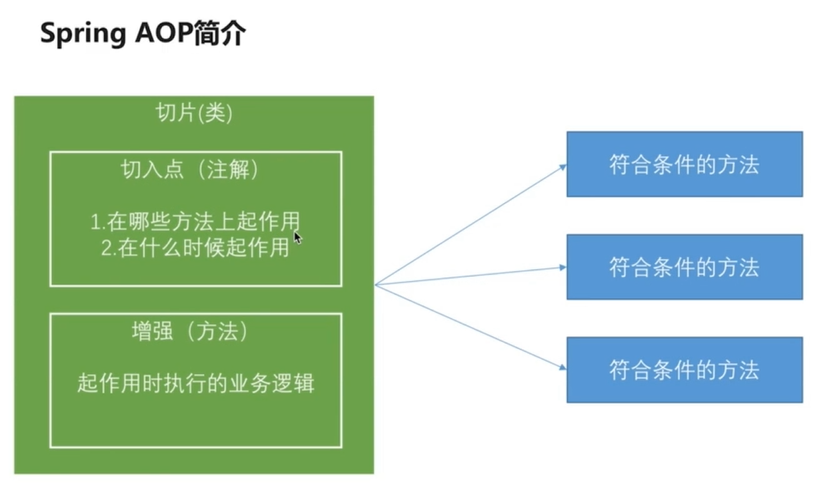 Spring AOP简介
切片(类)
切入点（注解）
1.在哪些方法上起作用
2.在什么时候起作用
增强（方法）
起作用时执行的业务逻辑
符合条件的方法
符合条件的方法
符合条件的方法